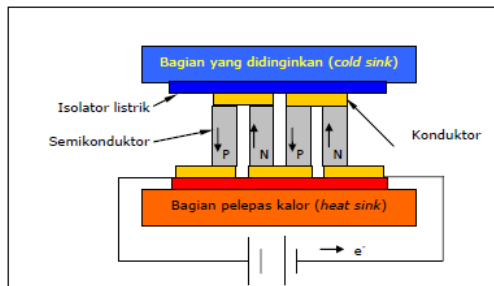 Bagian yang didinginkan (cold sink)
Isolator listrik
Semikonduktor
Konduktor
P
N
P
N
Bagian pelepas kalor (heat sink)
e-